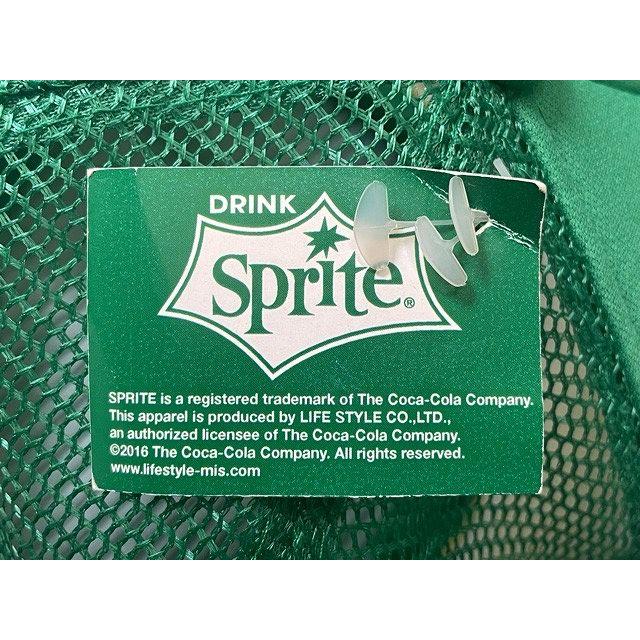 DRINK
Sprite®
SPRITE is a registered trademark of The Coca-Cola Company.
This apparel is produced by LIFE STYLE CO.,LTD.,
an authorized licensee of The Coca-Cola Company.
©2016 The Coca-Cola Company. All rights reserved.
www.lifestyle-mis.com